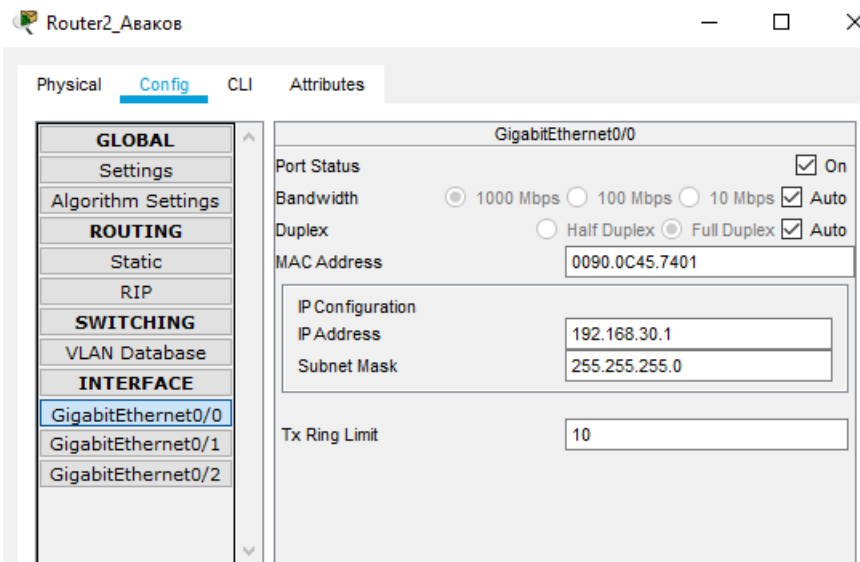 Router2_Аваков
Physical Config CLI Attributes
GLOBAL
Settings
Algorithm Settings
ROUTING
Static
RIP
SWITCHING
VLAN Database
INTERFACE
GigabitEthernet0/0
GigabitEthernet0/1
GigabitEthernet0/2
GigabitEthernet0/0
Port Status On
Bandwidth 1000 Mbps 100 Mbps 10 Mbps Auto
Duplex Half Duplex Full Duplex Auto
MAC Address 0090.0C45.7401
IP Configuration
IP Address 192.168.30.1
Subnet Mask 255.255.255.0
Tx Ring Limit 10